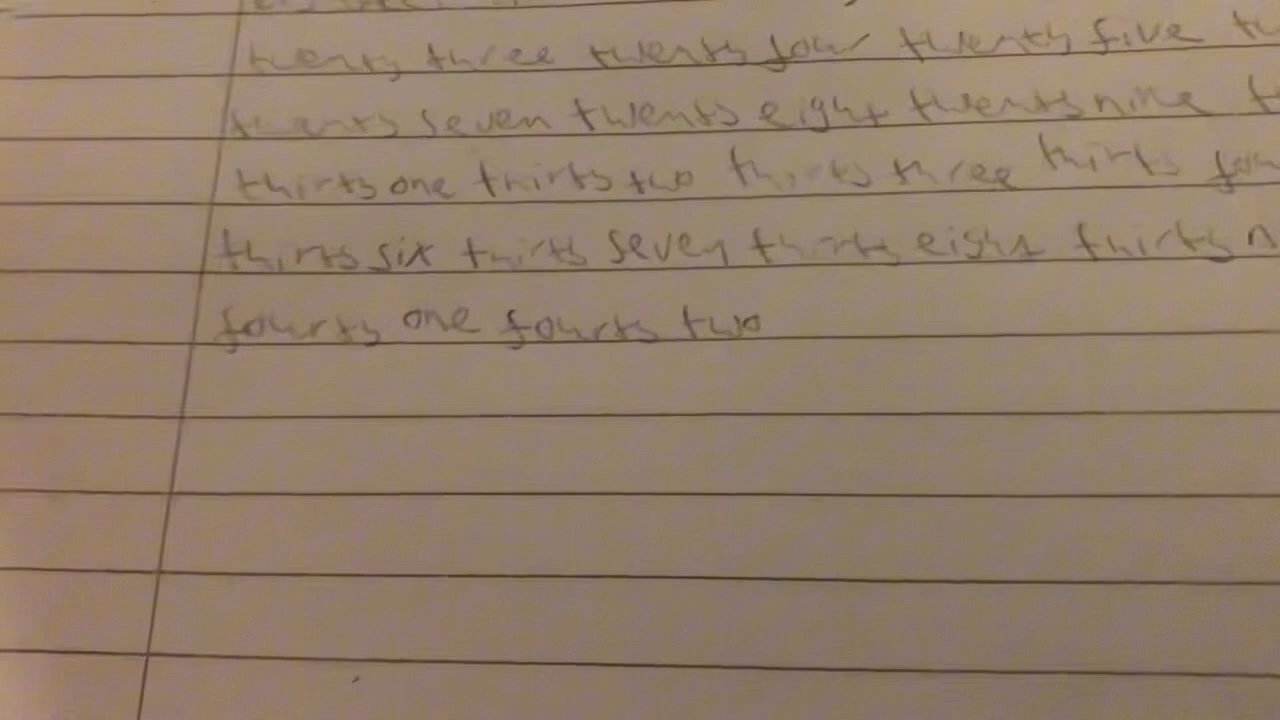 twenty three twenty four twenty five
twenty seven twenty eight twenty nine
thirty one thirty two thirty three thirty
thirty six thirty seven thirty eight thirty
fourty one fourty two